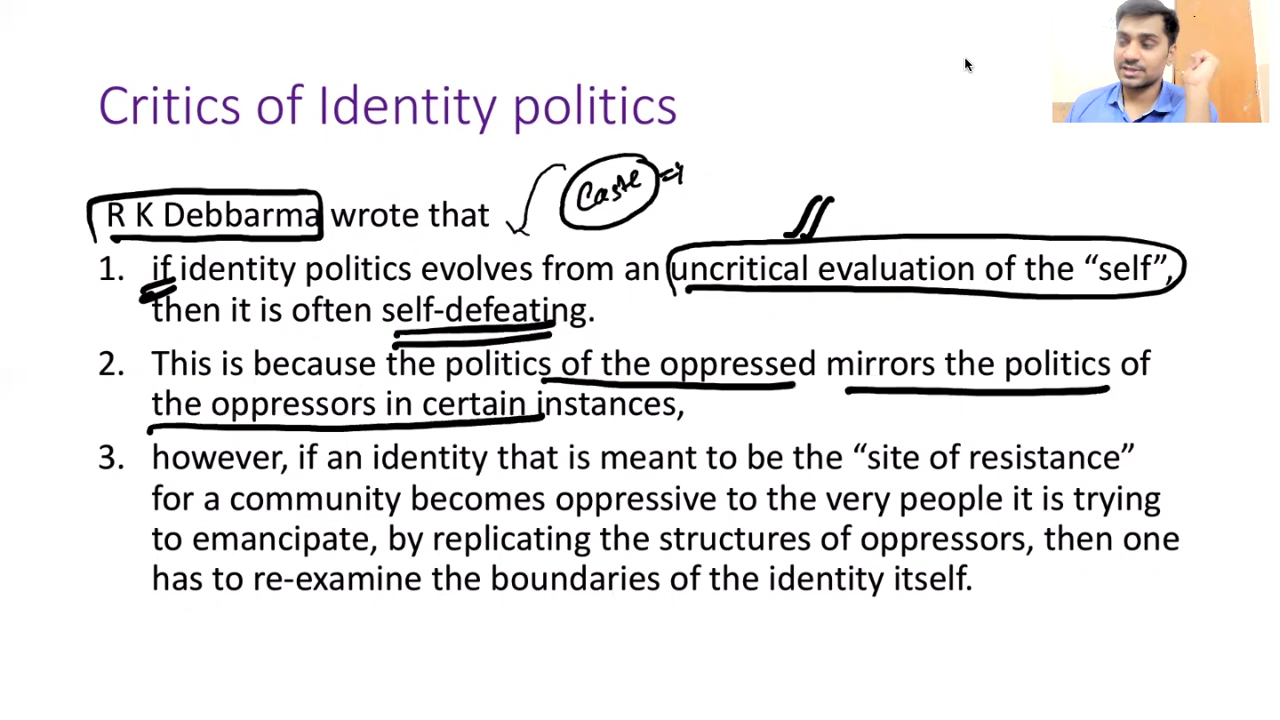 Critics of Identity politics
Caste
R K Debbarma wrote that
1. if identity politics evolves from an uncritical evaluation of the “self”,
then it is often self-defeating.
2. This is because the politics of the oppressed mirrors the politics of
the oppressors in certain instances,
3. however, if an identity that is meant to be the “site of resistance”
for a community becomes oppressive to the very people it is trying
to emancipate, by replicating the structures of oppressors, then one
has to re-examine the boundaries of the identity itself.